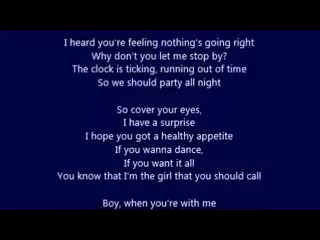 I heard you're feeling nothing's going right
Why don't you let me stop by?
The clock is ticking, running out of time
So we should party all night
So cover your eyes,
I have a surprise
I hope you got a healthy appetite
If you wanna dance,
If you want it all
You know that I'm the girl that you should call
Boy, when you're with me